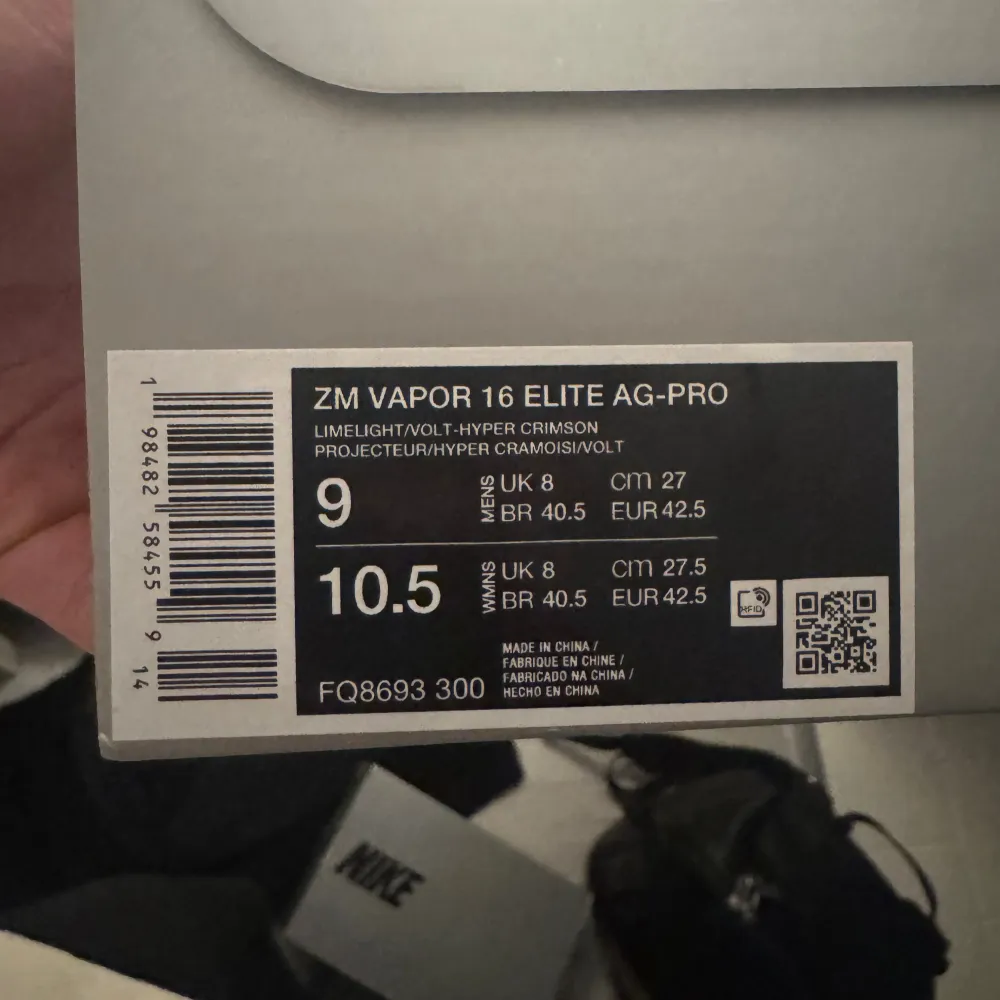 ZM VAPOR 16 ELITE AG-PRO
LIMELIGHT/VOLT-HYPER CRIMSON
PROJECTEUR/HYPER CRAMOISI/VOLT
9 MENS UK 8 CM 27
BR 40.5 EUR 42.5
10.5 WMNS UK 8 CM 27.5
BR 40.5 EUR 42.5
MADE IN CHINA /
FABRIQUE EN CHINE /
FABRICADO NA CHINA /
HECHO EN CHINA
FQ8693 300
RFID
1 98482 58455 9 14
NIKE